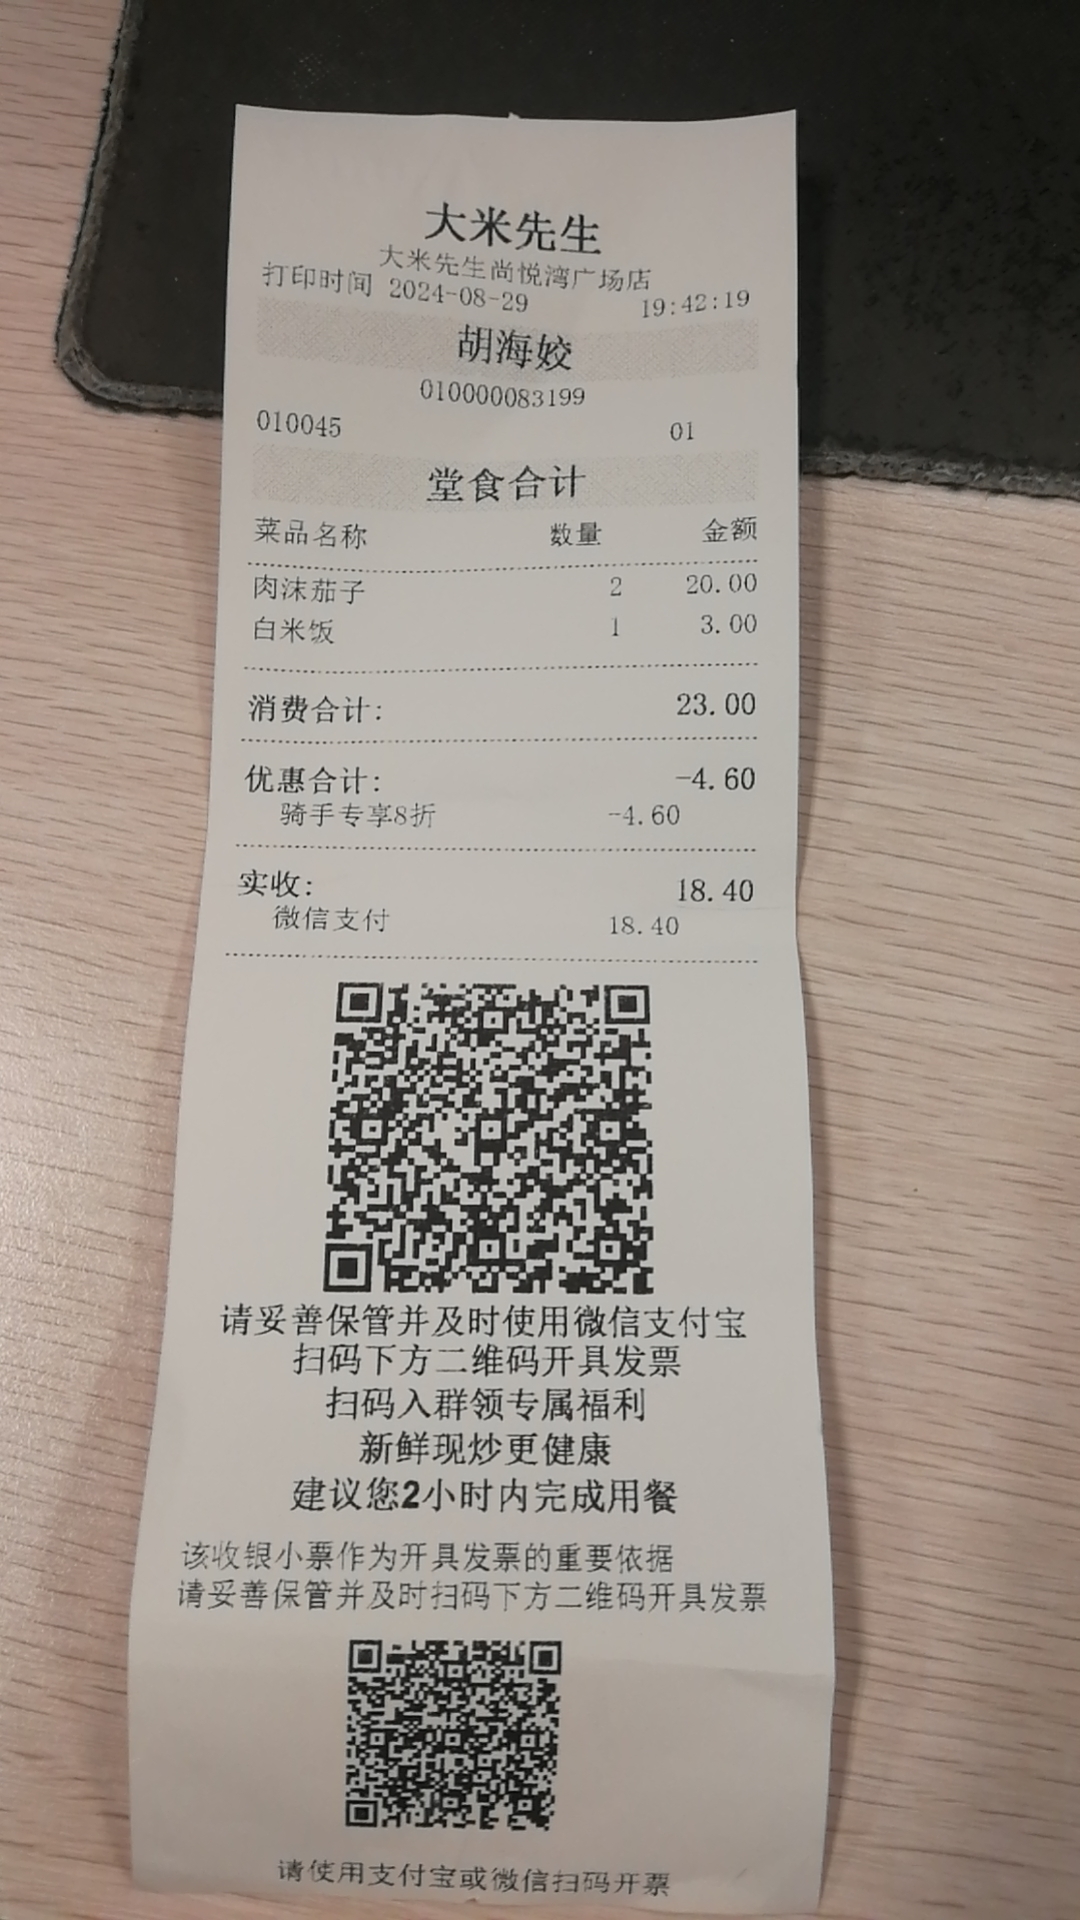 大米先生
大米先生尚悦湾广场店
打印时间 2024-08-29 19:42:19
胡海姣
010000083199
010045 01
堂食合计
菜品名称 数量 金额
肉沫茄子 2 20.00
白米饭 1 3.00
消费合计: 23.00
优惠合计: -4.60
骑手专享8折 -4.60
实收: 18.40
微信支付 18.40
请妥善保管并及时使用微信支付宝
扫码下方二维码开具发票
扫码入群领专属福利
新鲜现炒更健康
建议您2小时内完成用餐
该收银小票作为开具发票的重要依据
请妥善保管并及时扫码下方二维码开具发票
请使用支付宝或微信扫码开票